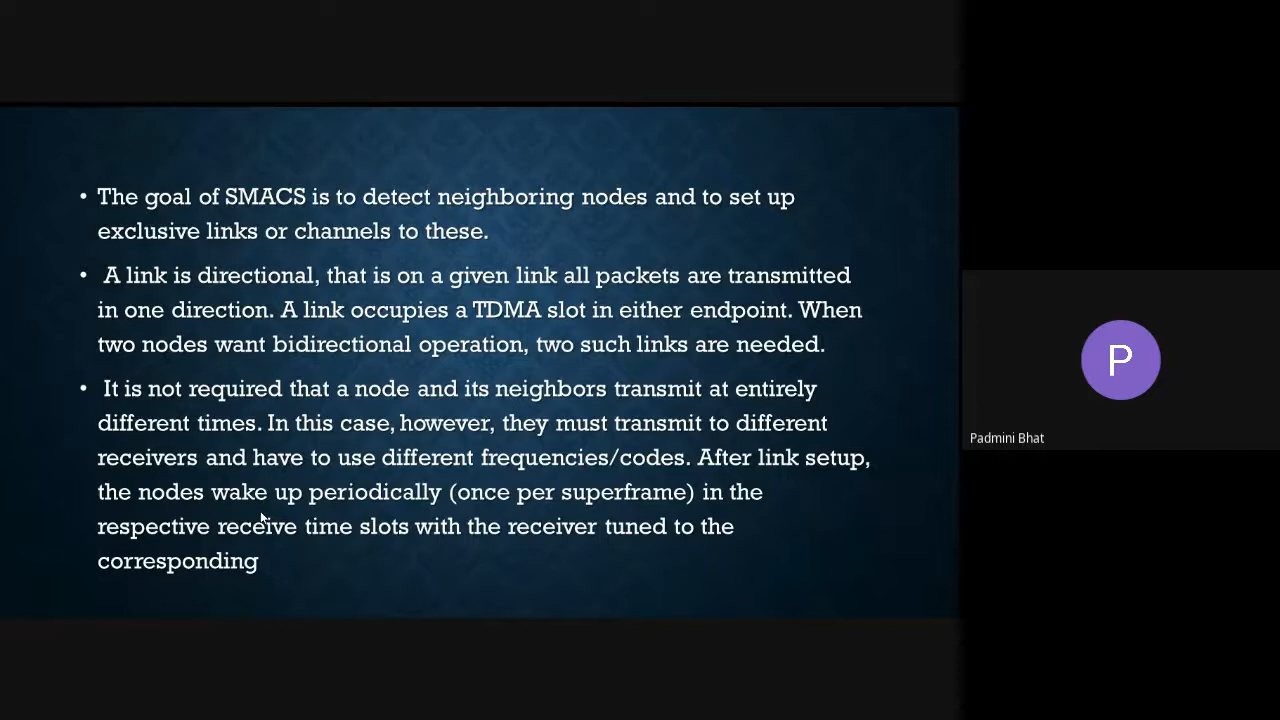 • The goal of SMACS is to detect neighboring nodes and to set up
exclusive links or channels to these.
• A link is directional, that is on a given link all packets are transmitted
in one direction. A link occupies a TDMA slot in either endpoint. When
two nodes want bidirectional operation, two such links are needed.
• It is not required that a node and its neighbors transmit at entirely
different times. In this case, however, they must transmit to different
receivers and have to use different frequencies/codes. After link setup,
the nodes wake up periodically (once per superframe) in the
respective receive time slots with the receiver tuned to the
corresponding
P
Padmini Bhat